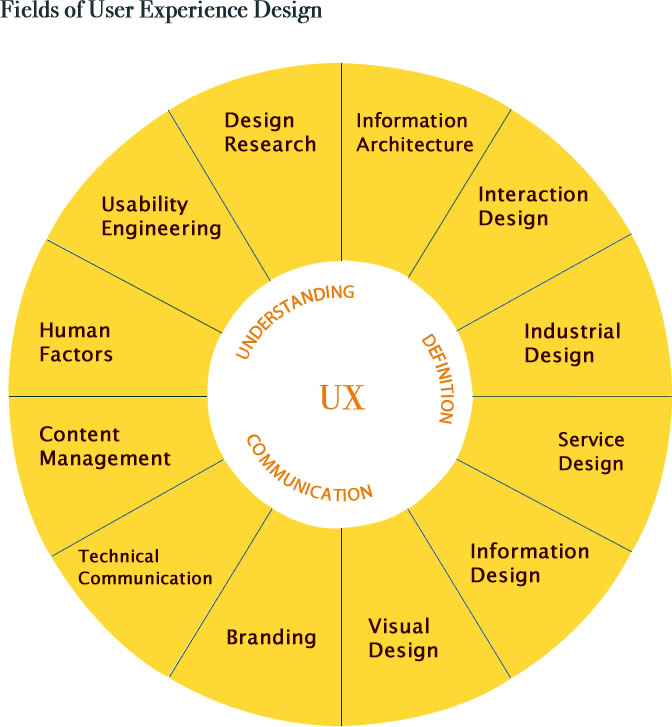 Fields of User Experience Design
Design
Research
Information
Architecture
Interaction
Design
Industrial
Design
Service
Design
Information
Design
Visual
Design
Branding
Technical
Communication
Content
Management
Human
Factors
Usability
Engineering
UNDERSTANDING
DEFINITION
COMMUNICATION
UX